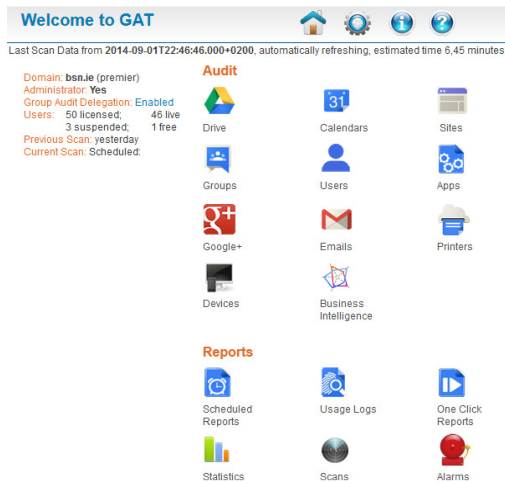 Welcome to GAT
Last Scan Data from 2014-09-01T22:46:46.000+0200, automatically refreshing, estimated time 6,45 minutes
Domain: bsn.ie (premier)
Administrator: Yes
Group Audit Delegation: Enabled
Users: 50 licensed; 46 live
3 suspended; 1 free
Previous Scan: yesterday
Current Scan: Scheduled:
Audit
Drive
Calendars
31
Sites
Groups
Users
Apps
Google+
g+
Emails
Printers
Devices
Business
Intelligence
Reports
Scheduled
Reports
Usage Logs
One Click
Reports
Statistics
Scans
Alarms